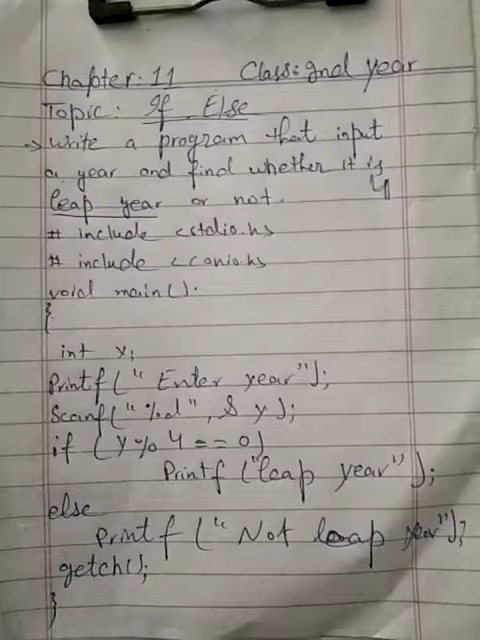 Chapter: 11 Class: 2nd year
Topic: If Else
→ Write a program that input
a year and find whether it is
leap year or not. 4
# include <stdio.h>
# include <conio.h>
void main().
{
int y;
Printf(" Enter year");
Scanf("%d", & y);
if (y%4==0)
Printf ("leap year");
else
printf ("Not leap year");
getch();
}